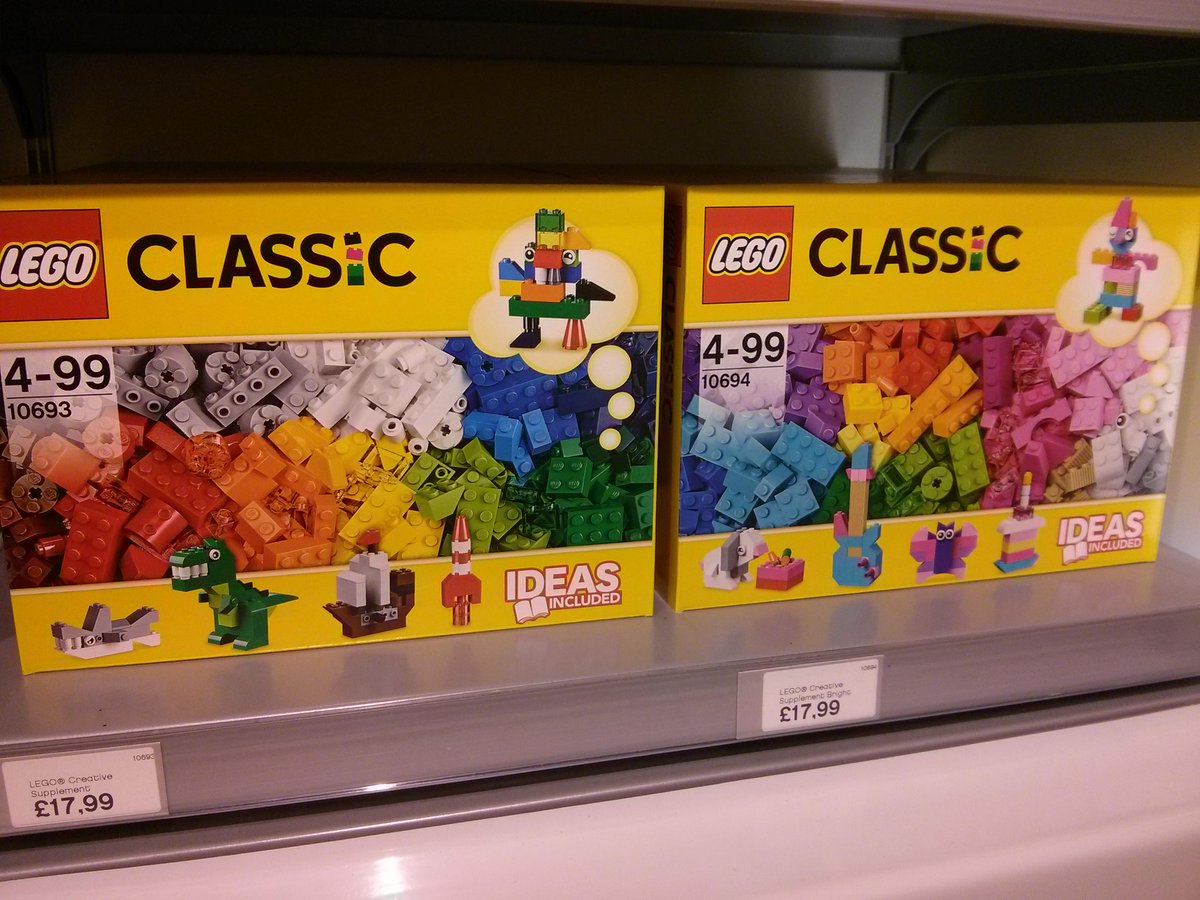 LEGO
CLASSiC
4-99
10693
IDEAS
INCLUDED
LEGO
CLASSiC
4-99
10694
IDEAS
INCLUDED
10693
LEGO® Creative
Supplement
£17,99
10694
LEGO® Creative
Supplement Bright
£17,99